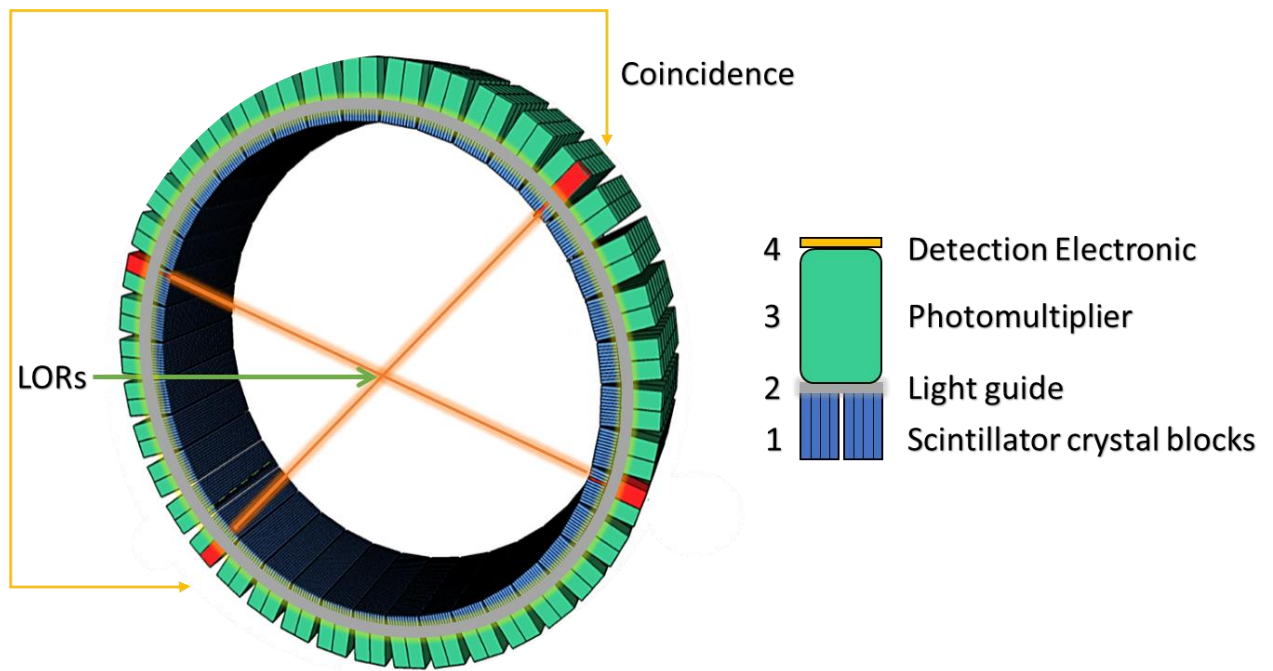 Coincidence
LORs
4 Detection Electronic
3 Photomultiplier
2 Light guide
1 Scintillator crystal blocks